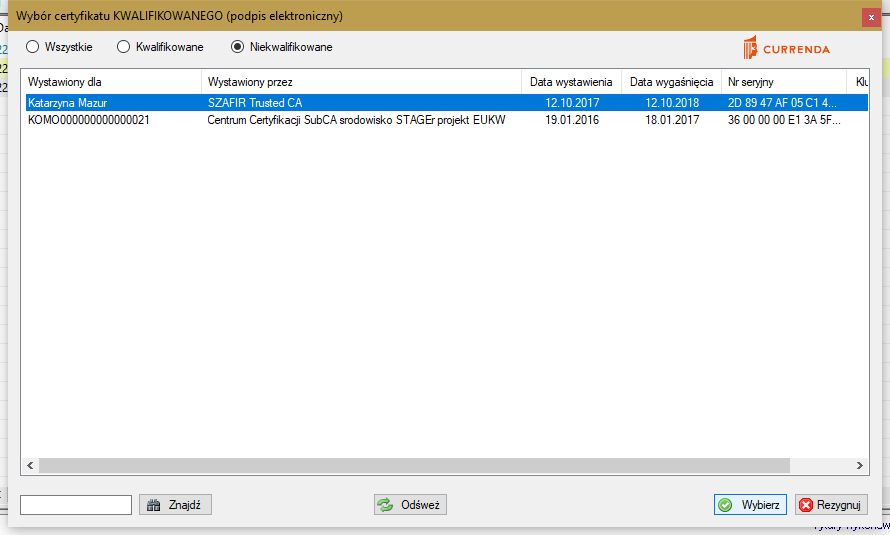 Wybór certyfikatu KWALIFIKOWANEGO (podpis elektroniczny)
Wszystkie Kwalifikowane Niekwalifikowane
CURRENDA
Wystawiony dla Wystawiony przez Data wystawienia Data wygaśnięcia Nr seryjny Klu
Katarzyna Mazur SZAFIR Trusted CA 12.10.2017 12.10.2018 2D 89 47 AF 05 C1 4...
KOMO000000000000021 Centrum Certyfikacji SubCA srodowisko STAGEr projekt EUKW 19.01.2016 18.01.2017 36 00 00 00 E1 3A 5F...
Znajdź Odśwież Wybierz Rezygnuj